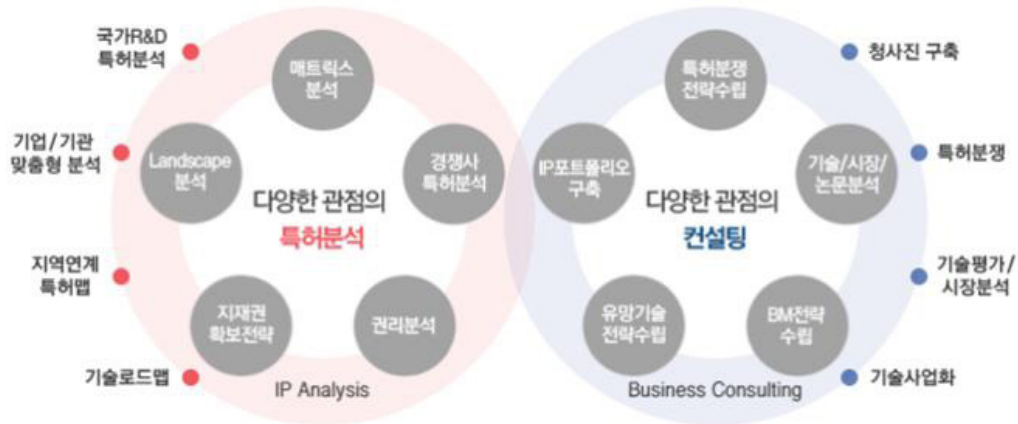 국가R&D
특허분석
기업/기관
맞춤형 분석
지역연계
특허맵
기술로드맵
매트릭스
분석
Landscape
분석
경쟁사
특허분석
다양한 관점의
특허분석
지재권
확보전략
권리분석
IP Analysis
특허분쟁
전략수립
IP포트폴리오
구축
기술/시장/
논문분석
다양한 관점의
컨설팅
유망기술
전략수립
BM전략
수립
Business Consulting
청사진 구축
특허분쟁
기술평가/
시장분석
기술사업화